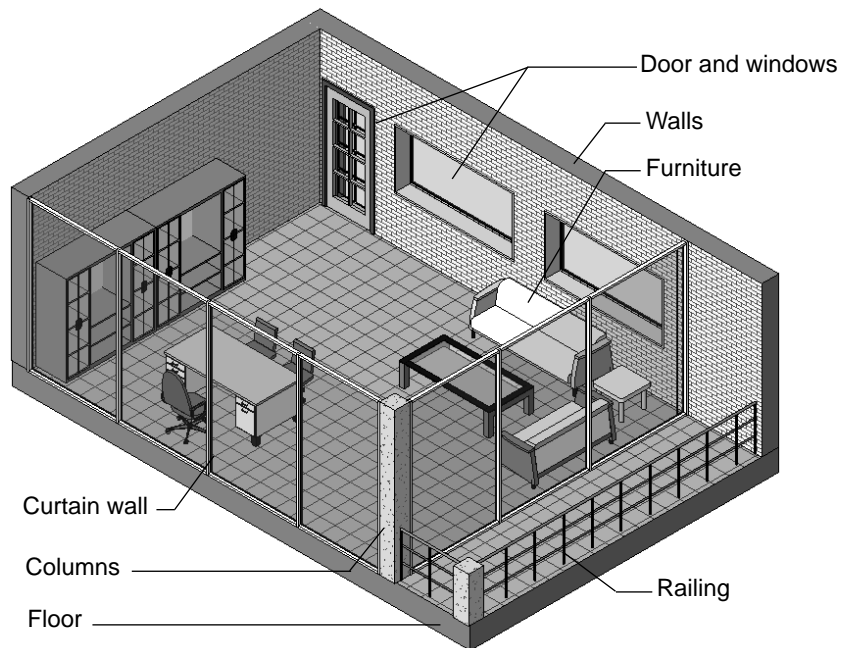 Door and windows
Walls
Furniture
Curtain wall
Columns
Railing
Floor